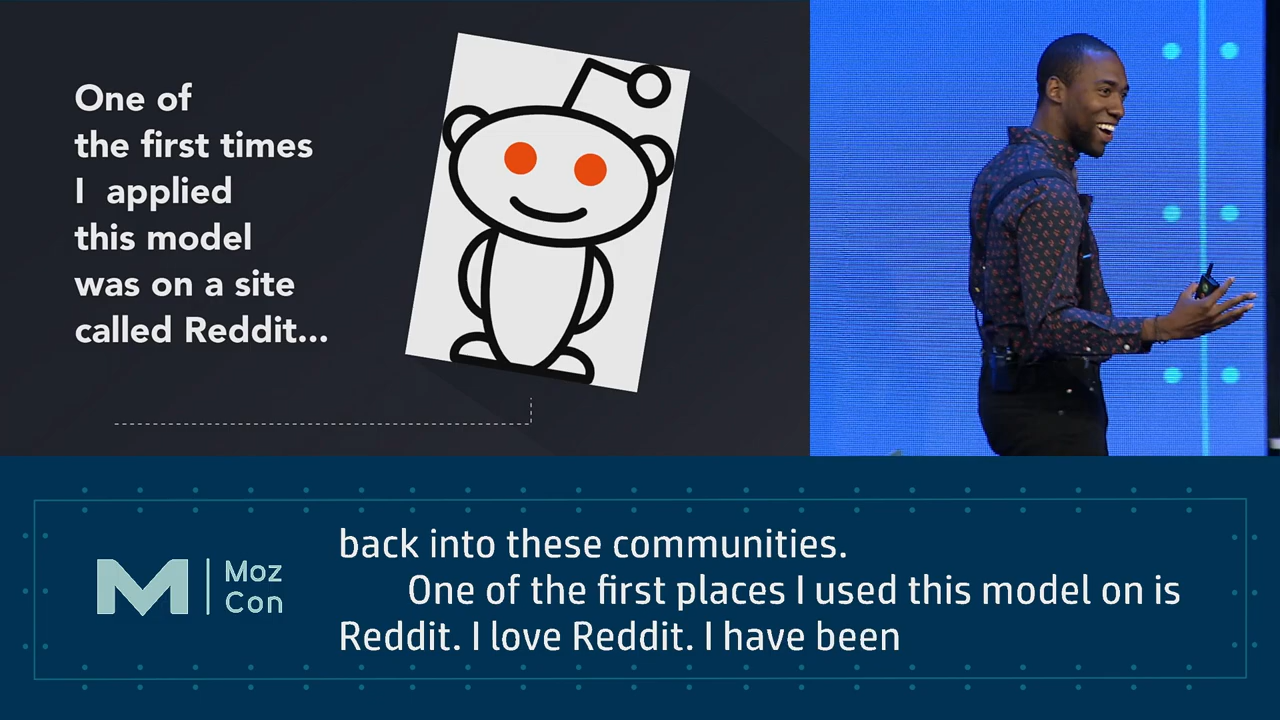 One of
the first times
I applied
this model
was on a site
called Reddit...
Moz
Con
back into these communities.
One of the first places I used this model on is
Reddit. I love Reddit. I have been